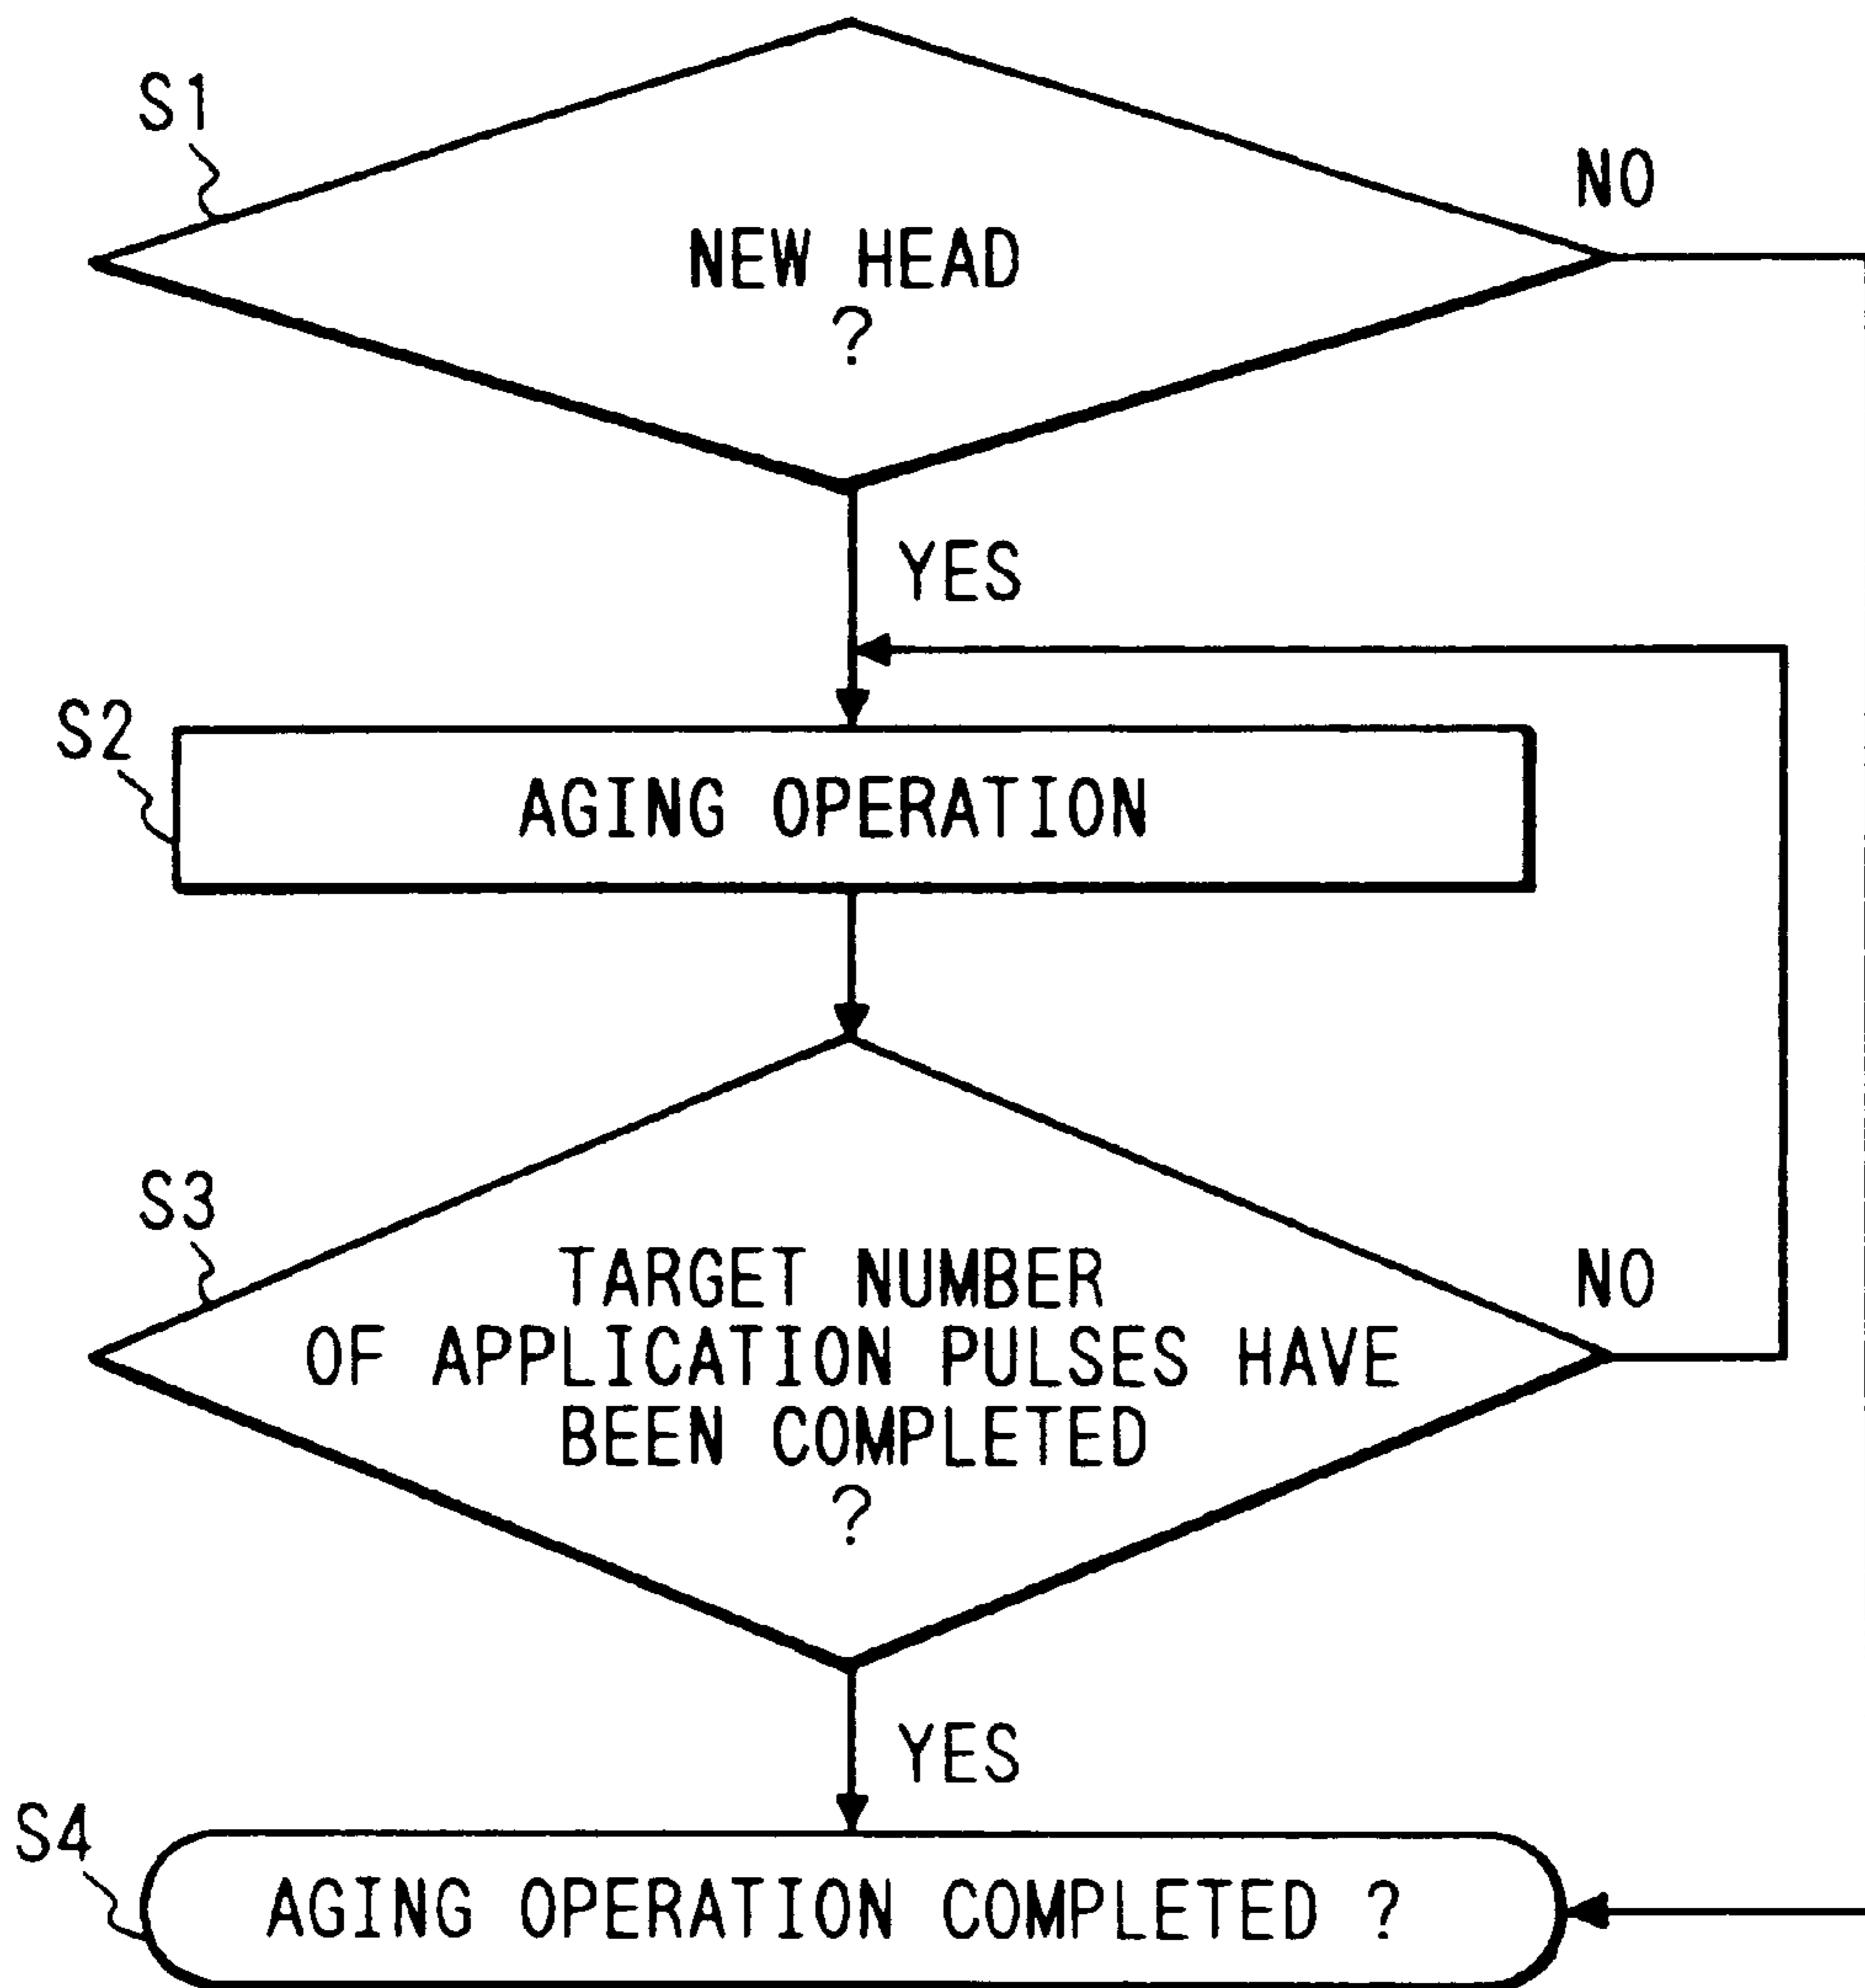 S1
NO
NEW HEAD
?
YES
S2
AGING OPERATION
S3
TARGET NUMBER
NO
OF APPLICATION PULSES HAVE
BEEN COMPLETED
?
YES
S4
AGING OPERATION COMPLETED ?